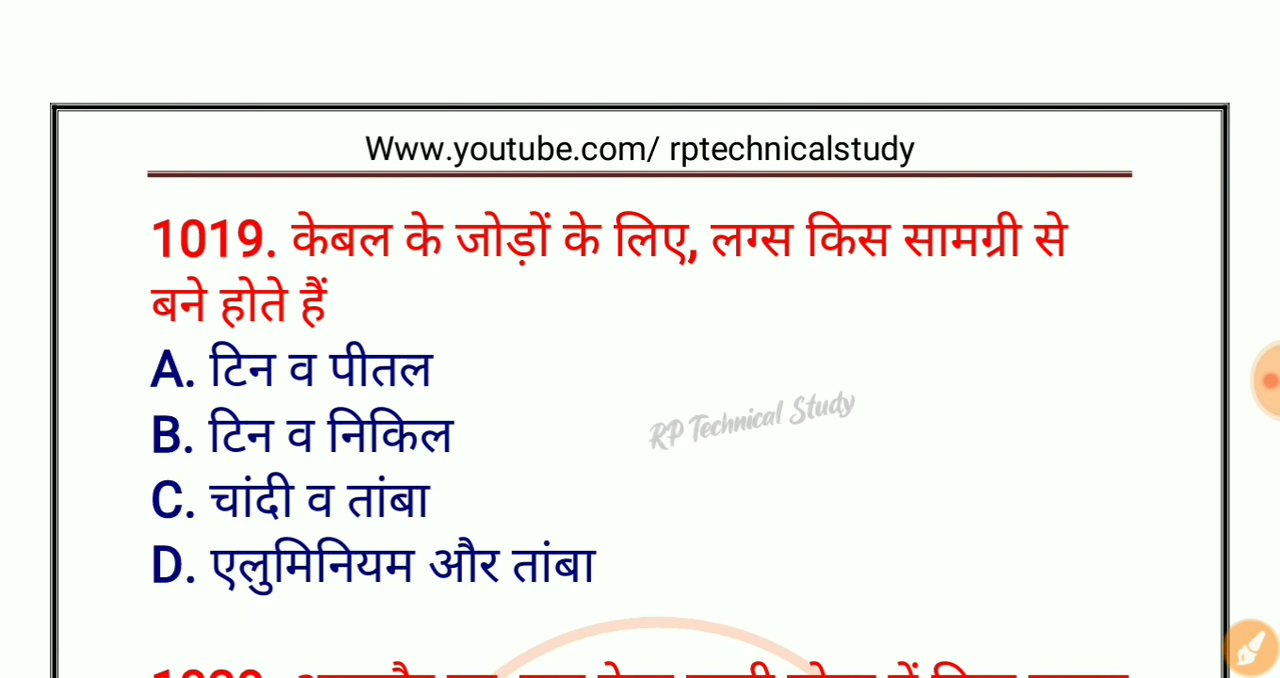 Www.youtube.com/ rptechnicalstudy
1019. केबल के जोड़ों के लिए, लग्स किस सामग्री से
बने होते हैं
A. टिन व पीतल
B. टिन व निकिल
RP Technical Study
C. चांदी व तांबा
D. एलुमिनियम और तांबा